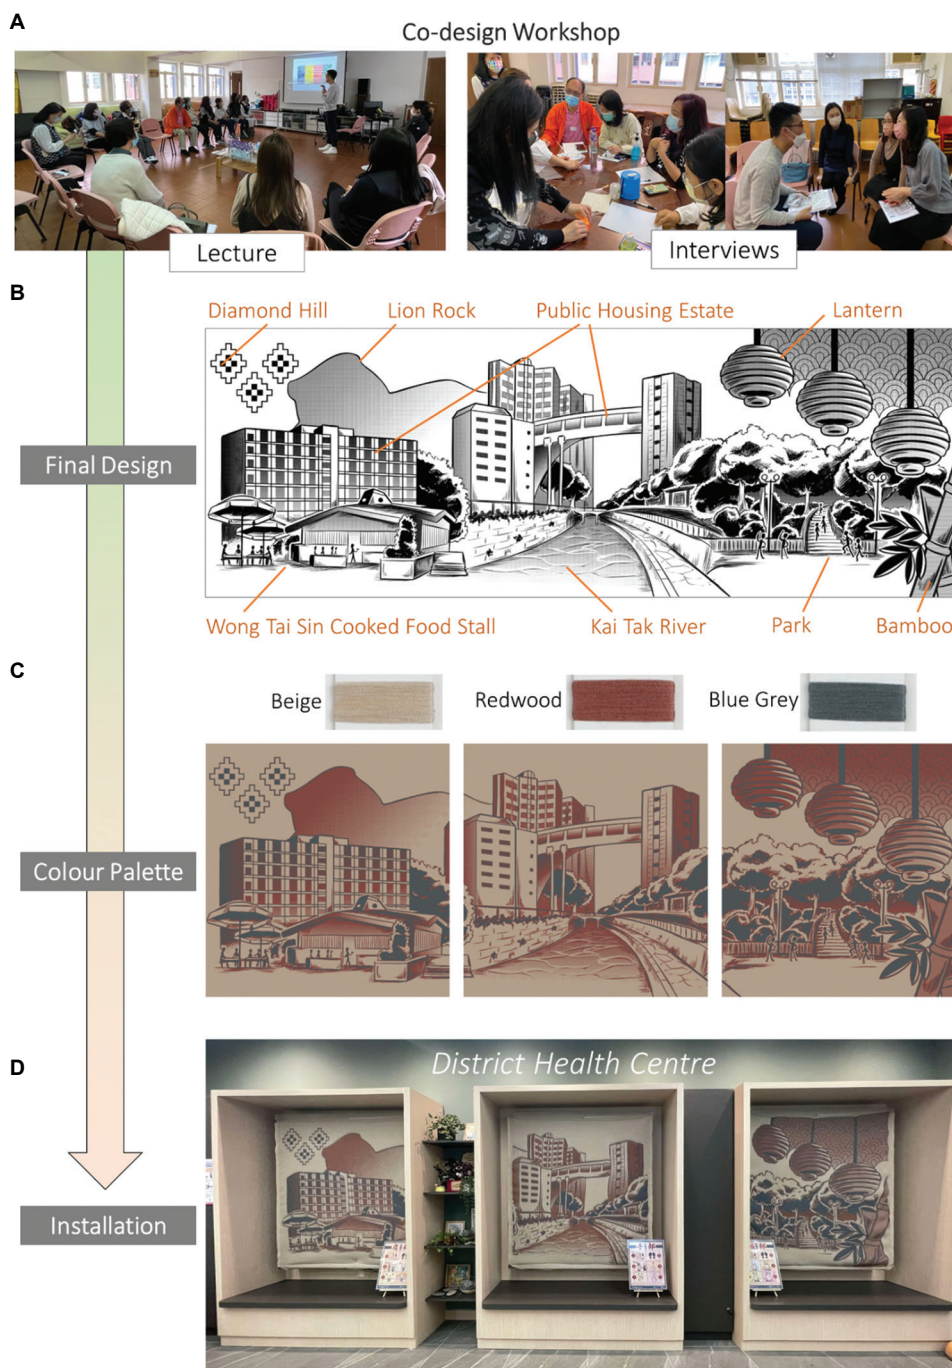 A
Co-design Workshop
Lecture
Interviews
B
Diamond Hill
Lion Rock
Public Housing Estate
Lantern
Final Design
Wong Tai Sin Cooked Food Stall
Kai Tak River
Park
Bamboo
C
Beige
Redwood
Blue Grey
Colour Palette
D
District Health Centre
Installation